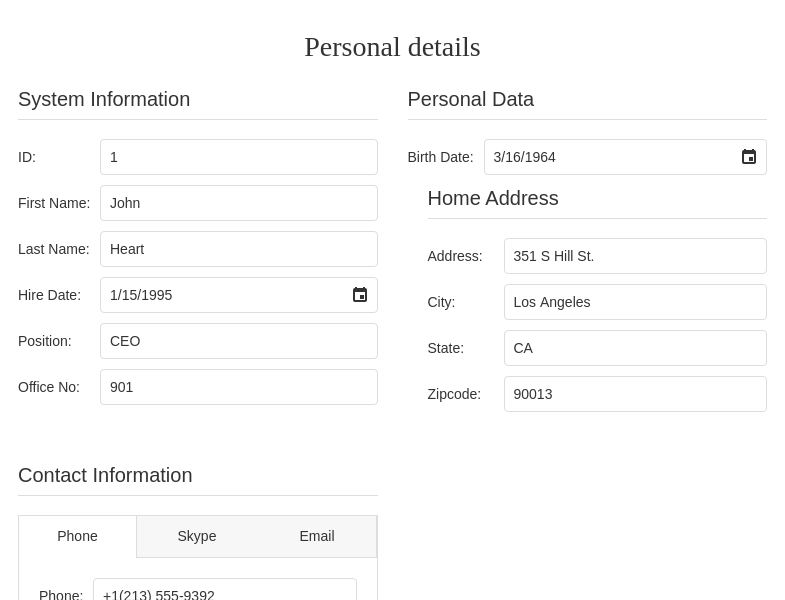 Personal details
System Information
ID: 1
First Name: John
Last Name: Heart
Hire Date: 1/15/1995
Position: CEO
Office No: 901
Personal Data
Birth Date: 3/16/1964
Home Address
Address: 351 S Hill St.
City: Los Angeles
State: CA
Zipcode: 90013
Contact Information
Phone Skype Email
Phone: +1(213) 555-9392